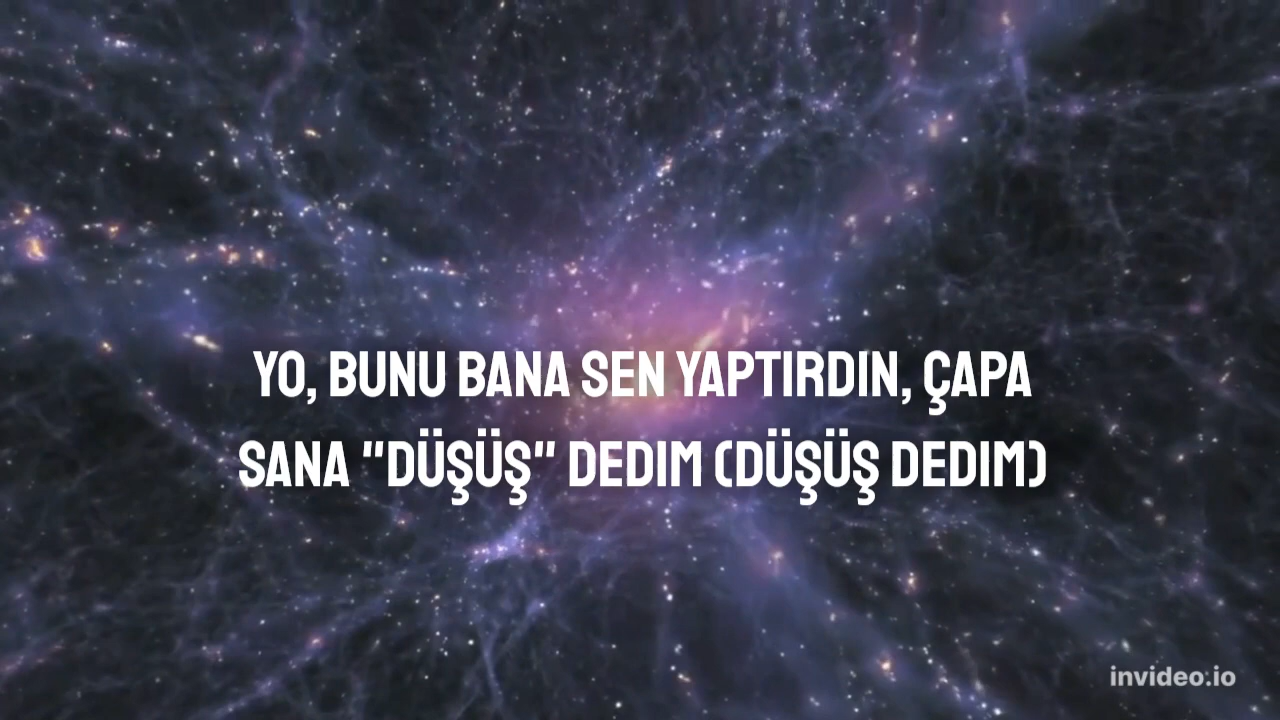 YO, BUNU BANA SEN YAPTIRDIN, ÇAPA
SANA "DÜŞÜŞ" DEDIM (DÜŞÜŞ DEDIM)
invideo.io